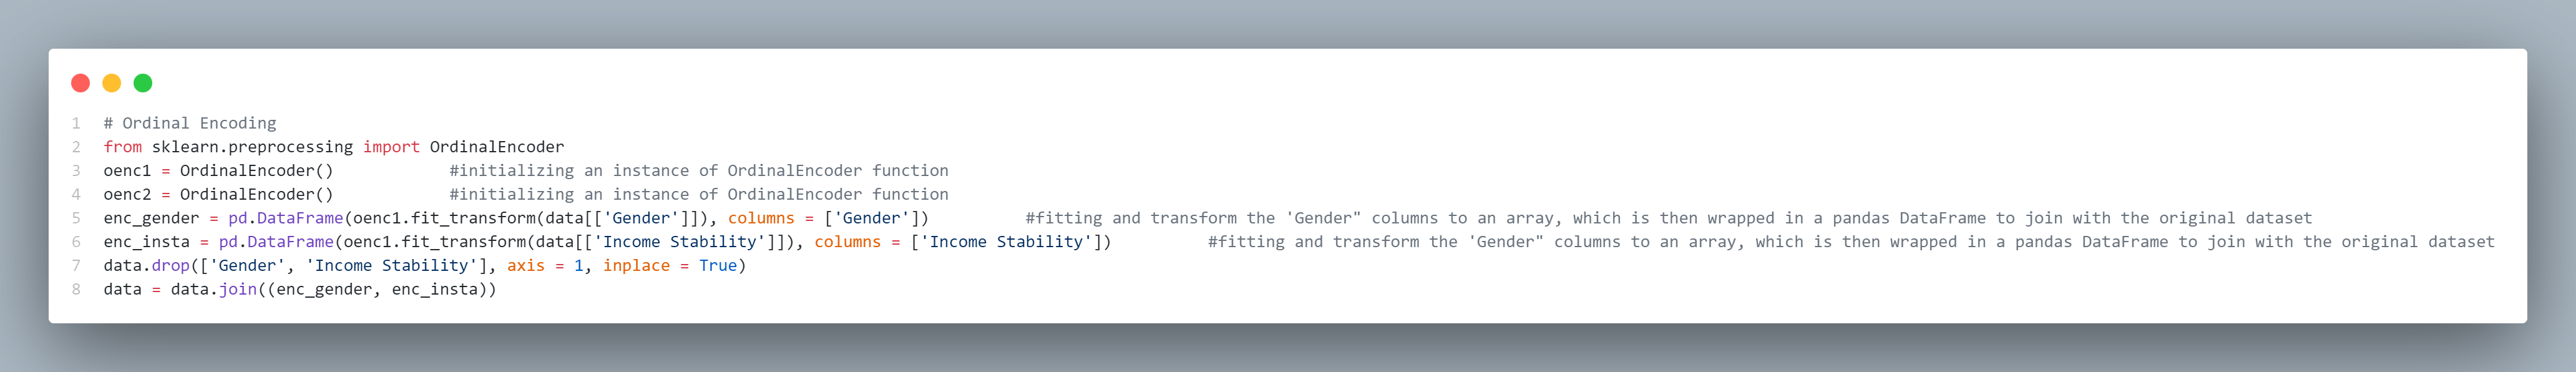 1 # Ordinal Encoding
2 from sklearn.preprocessing import OrdinalEncoder
3 oenc1 = OrdinalEncoder()            #initializing an instance of OrdinalEncoder function
4 oenc2 = OrdinalEncoder()            #initializing an instance of OrdinalEncoder function
5 enc_gender = pd.DataFrame(oenc1.fit_transform(data[['Gender']]), columns = ['Gender'])          #fitting and transform the 'Gender" columns to an array, which is then wrapped in a pandas DataFrame to join with the original dataset
6 enc_insta = pd.DataFrame(oenc1.fit_transform(data[['Income Stability']]), columns = ['Income Stability'])          #fitting and transform the 'Gender" columns to an array, which is then wrapped in a pandas DataFrame to join with the original dataset
7 data.drop(['Gender', 'Income Stability'], axis = 1, inplace = True)
8 data = data.join((enc_gender, enc_insta))